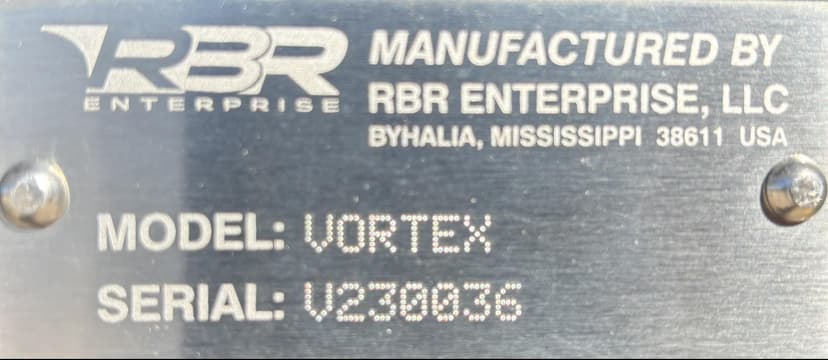 RBR
ENTERPRISE
MANUFACTURED BY
RBR ENTERPRISE, LLC
BYHALIA, MISSISSIPPI 38611 USA
MODEL: VORTEX
SERIAL: V230036